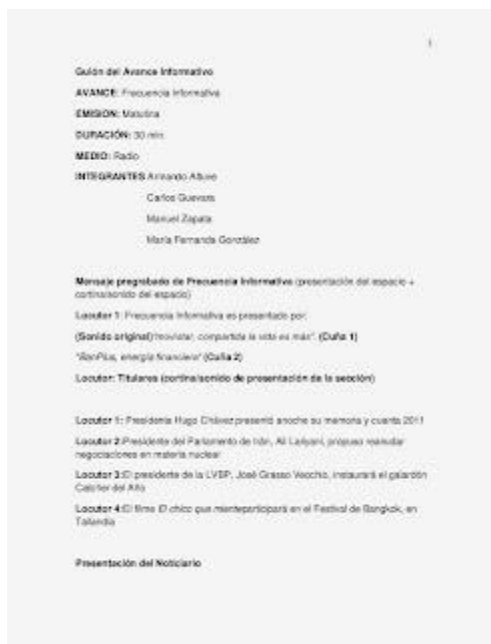 1
Guión del Avance Informativo
AVANCE: Frecuencia Informativa
EMISION: Matutina
DURACIÓN: 30 min.
MEDIO: Radio
INTEGRANTES Armando Altuve
Carlos Guevara
Manuel Zapata
María Fernanda González
Mensaje pregrabado de Frecuencia Informativa (presentación del espacio +
cortina/sonido del espacio)
Locutor 1: Frecuencia Informativa es presentado por:
(Sonido original)"movistar, compartida la vida es más". (Cuña 1)
"BanPlus, energía financiera" (Cuña 2)
Locutor: Titulares (cortina/sonido de presentación de la sección)
Locutor 1: Presidente Hugo Chávez presentó anoche su memoria y cuenta 2011
Locutor 2:Presidente del Parlamento de Irán, Ali Lariyani, propuso reanudar
negociaciones en materia nuclear
Locutor 3:El presidente de la LVBP, José Grasso Vecchio, instaurará el galardón
Catcher del Año
Locutor 4:El filme El chico que mienteparticipará en el Festival de Bangkok, en
Tailandia
Presentación del Noticiario